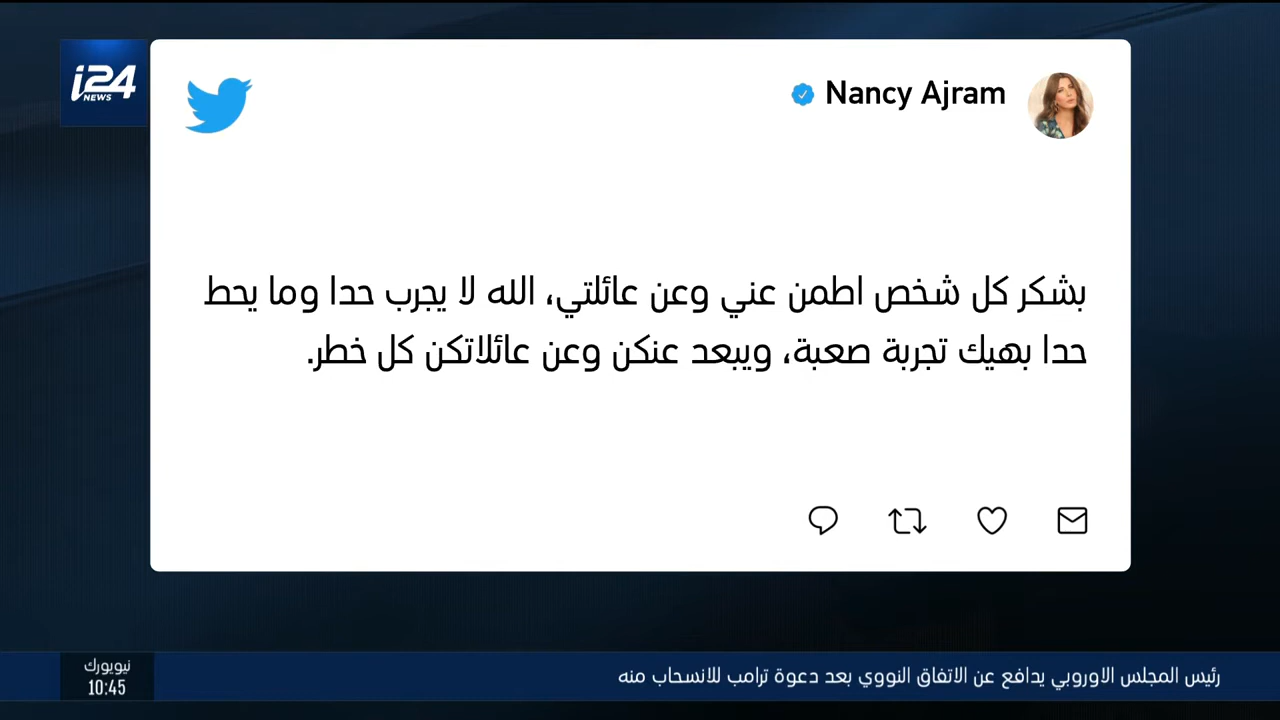 i24
NEWS
Nancy Ajram
بشكر كل شخص اطمن عني وعن عائلتي، الله لا يجرب حدا وما يحط
حدا بهيك تجربة صعبة، ويبعد عنكن وعن عائلاتكن كل خطر.
نيويورك
10:45
رئيس المجلس الاوروبي يدافع عن الاتفاق النووي بعد دعوة ترامب للانسحاب منه